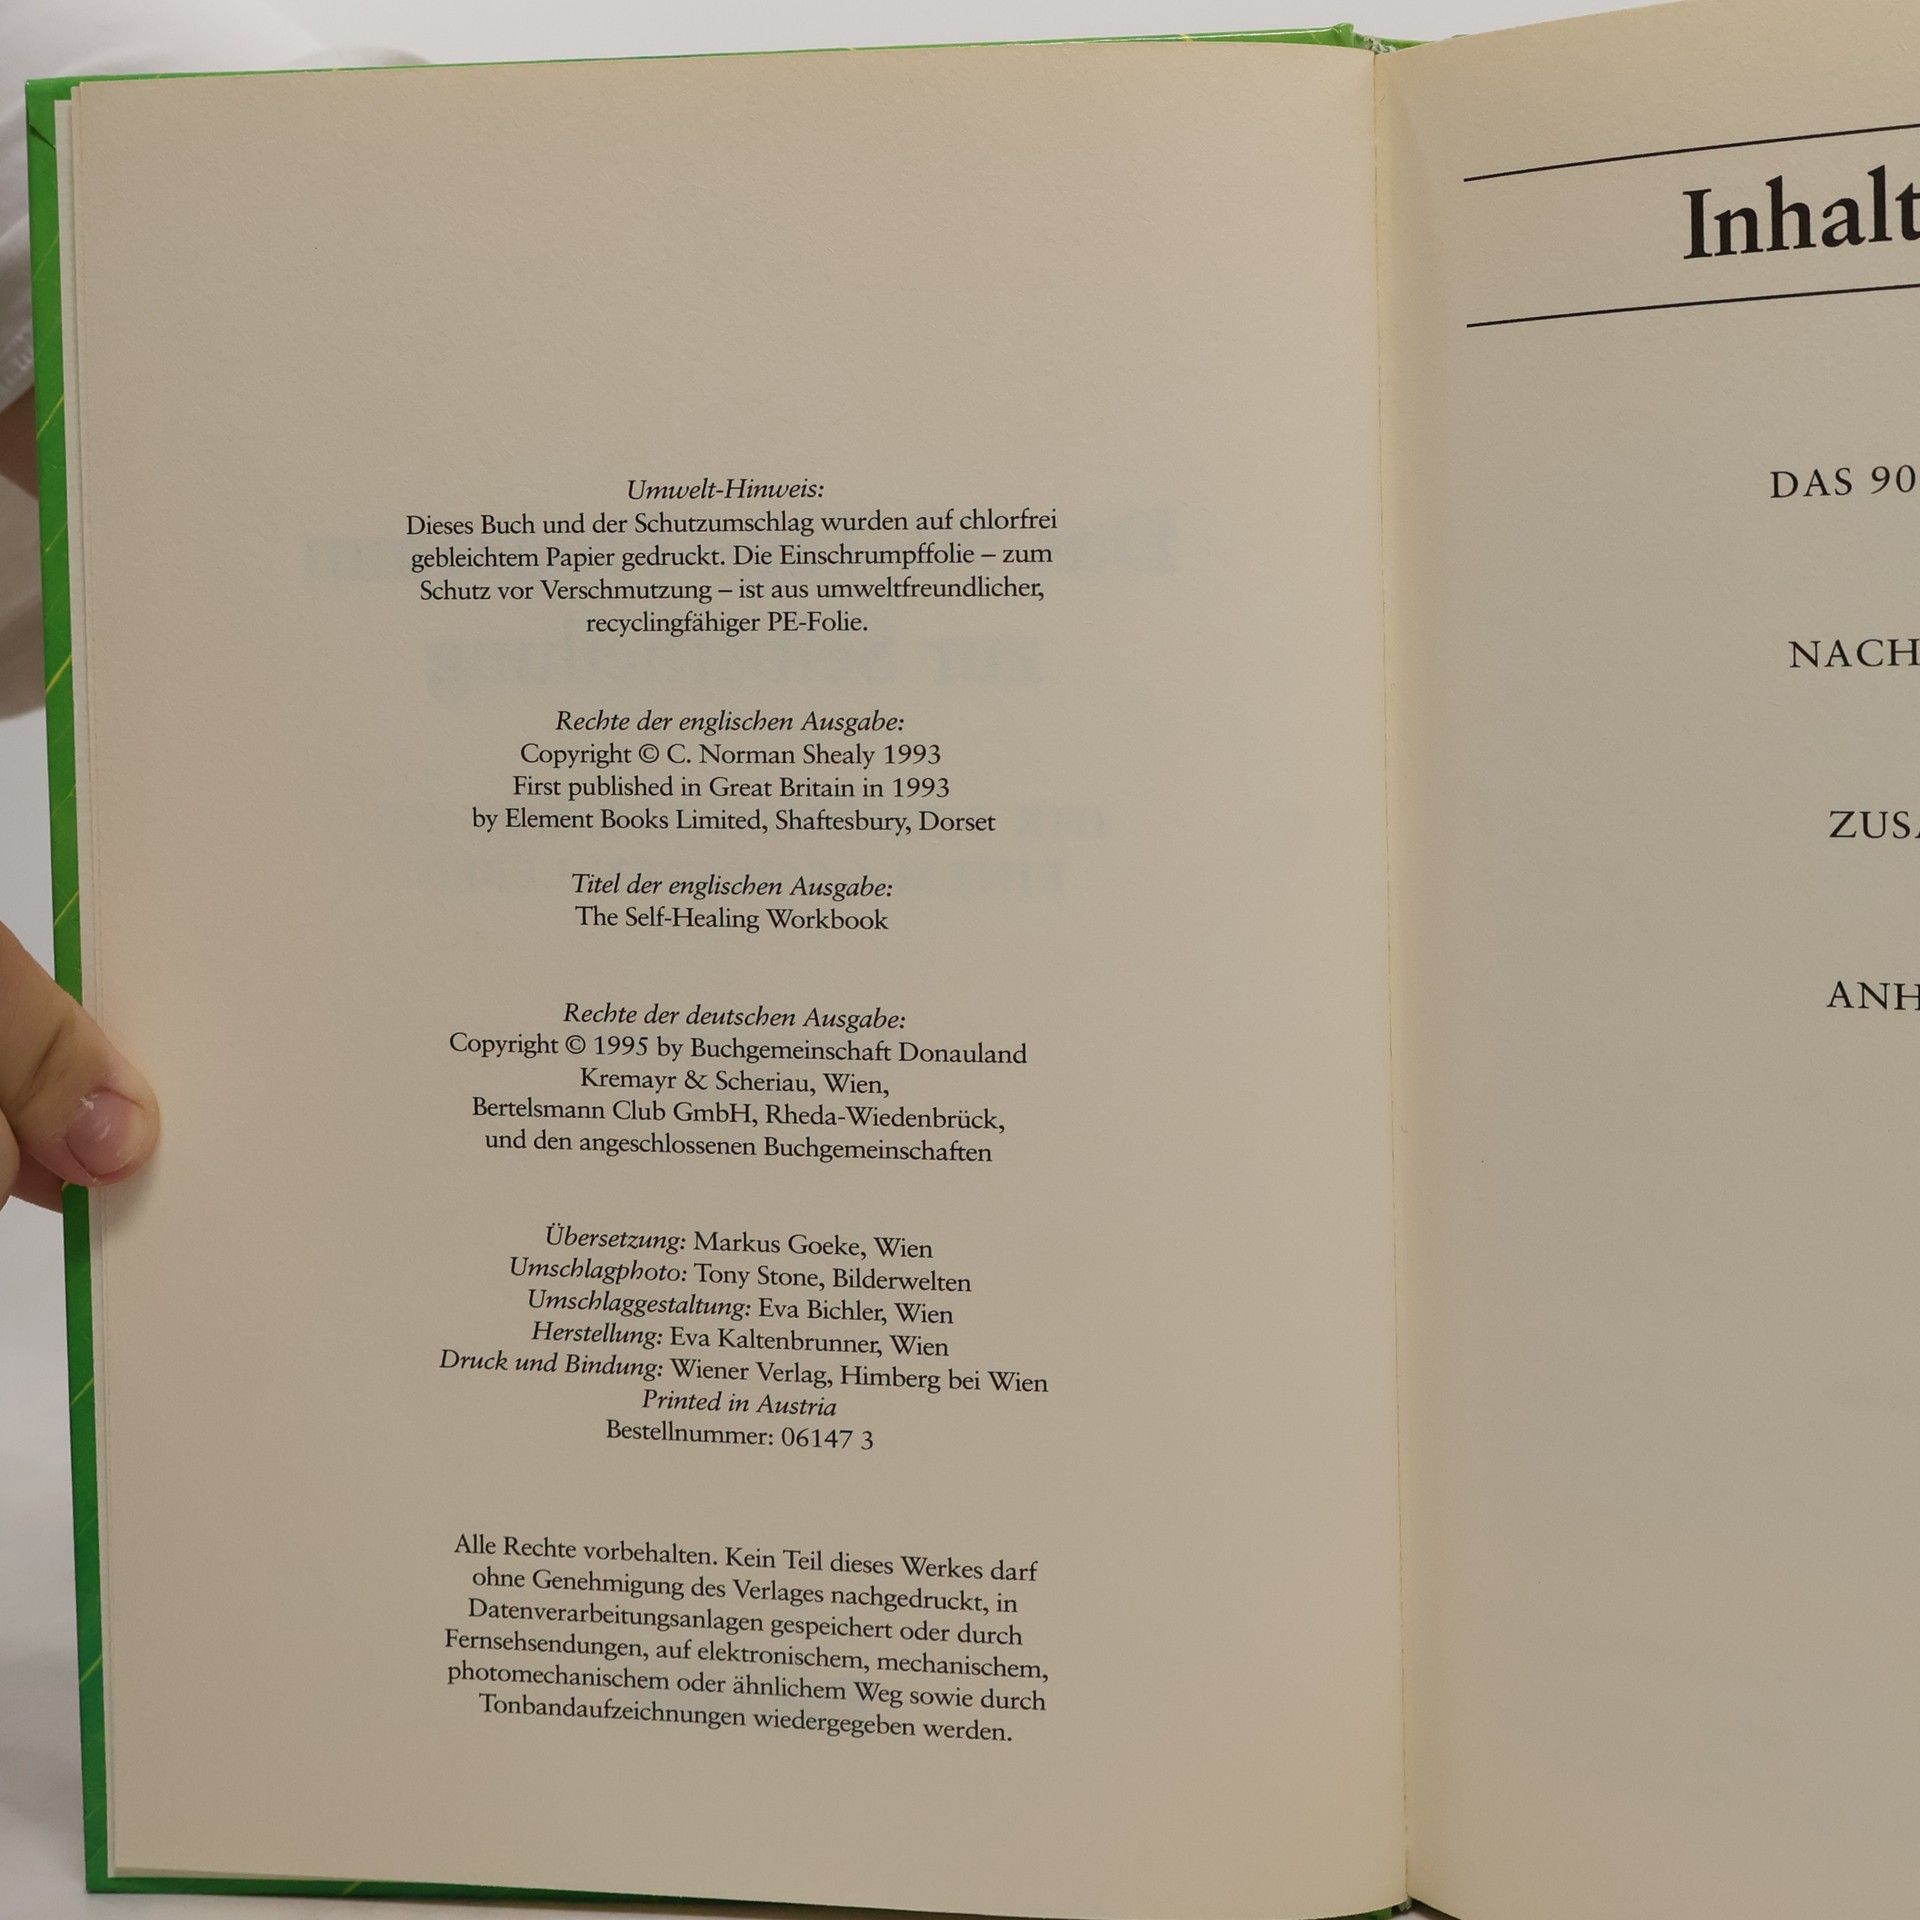 Umwelt-Hinweis:
Dieses Buch und der Schutzumschlag wurden auf chlorfrei
gebleichtem Papier gedruckt. Die Einschrumpffolie – zum
Schutz vor Verschmutzung – ist aus umweltfreundlicher,
recyclingfähiger PE-Folie.
Rechte der englischen Ausgabe:
Copyright © C. Norman Shealy 1993
First published in Great Britain in 1993
by Element Books Limited, Shaftesbury, Dorset
Titel der englischen Ausgabe:
The Self-Healing Workbook
Rechte der deutschen Ausgabe:
Copyright © 1995 by Buchgemeinschaft Donauland
Kremayr & Scheriau, Wien,
Bertelsmann Club GmbH, Rheda-Wiedenbrück,
und den angeschlossenen Buchgemeinschaften
Übersetzung: Markus Goeke, Wien
Umschlagphoto: Tony Stone, Bilderwelten
Umschlaggestaltung: Eva Bichler, Wien
Herstellung: Eva Kaltenbrunner, Wien
Druck und Bindung: Wiener Verlag, Himberg bei Wien
Printed in Austria
Bestellnummer: 06147 3
Alle Rechte vorbehalten. Kein Teil dieses Werkes darf
ohne Genehmigung des Verlages nachgedruckt, in
Datenverarbeitungsanlagen gespeichert oder durch
Fernsehsendungen, auf elektronischem, mechanischem,
photomechanischem oder ähnlichem Weg sowie durch
Tonbandaufzeichnungen wiedergegeben werden.
Inhalt
DAS 90
NACH
ZUSA
ANH